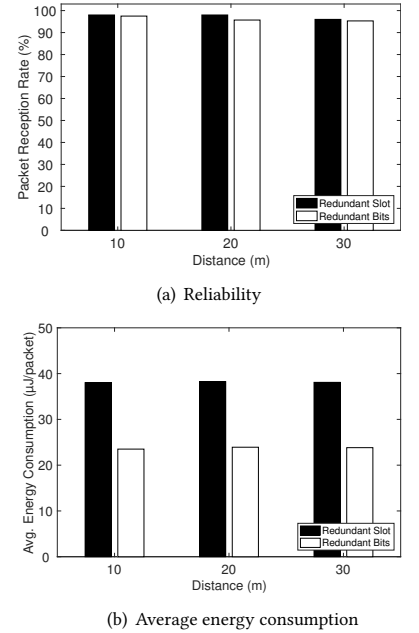 100
90
80
70
60
50
40
30
20
10
0
Packet Reception Rate (%)
Redundant Slot
Redundant Bits
10 20 30
Distance (m)
(a) Reliability
50
40
30
20
10
0
Avg. Energy Consumption (μJ/packet)
Redundant Slot
Redundant Bits
10 20 30
Distance (m)
(b) Average energy consumption